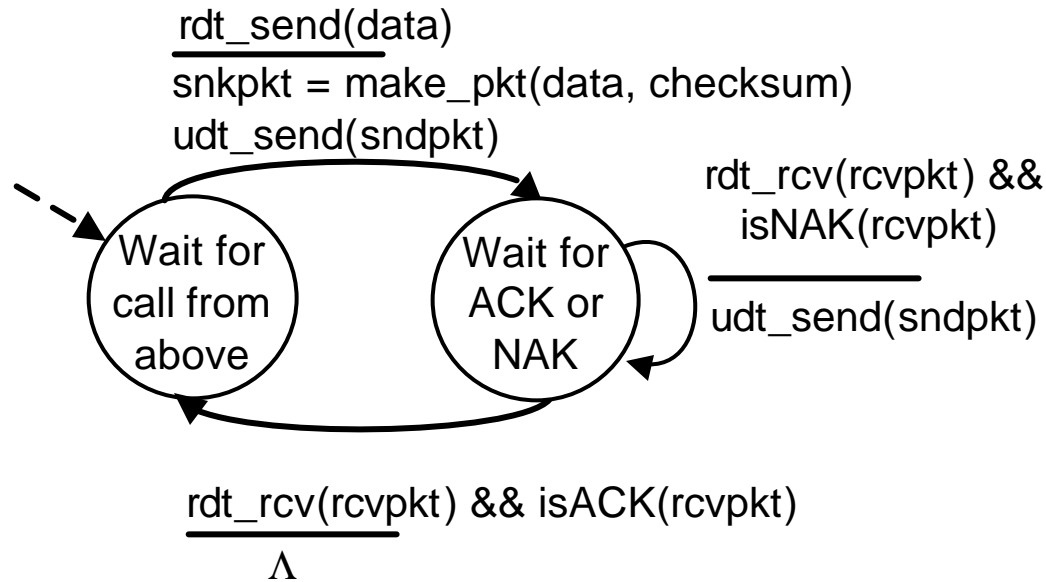 rdt_send(data)
snkpkt = make_pkt(data, checksum)
udt_send(sndpkt)
rdt_rcv(rcvpkt) &&
isNAK(rcvpkt)
udt_send(sndpkt)
Wait for
call from
above
Wait for
ACK or
NAK
rdt_rcv(rcvpkt) && isACK(rcvpkt)
Λ